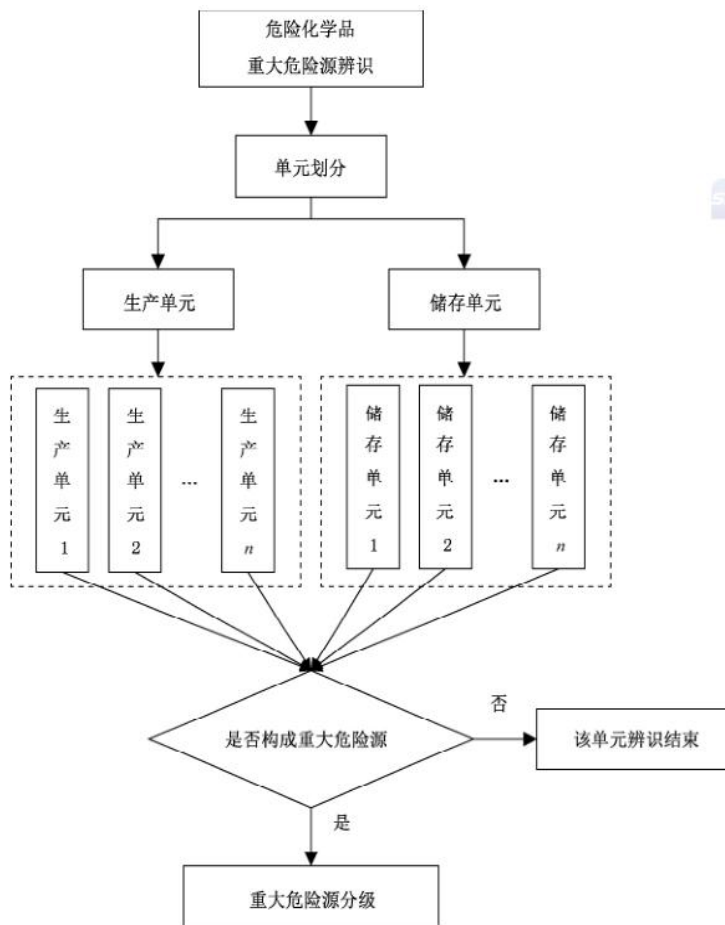 危险化学品
重大危险源辨识
单元划分
生产单元
储存单元
生产单元1
生产单元2
...
生产单元n
储存单元1
储存单元2
...
储存单元n
是否构成重大危险源
否
该单元辨识结束
是
重大危险源分级